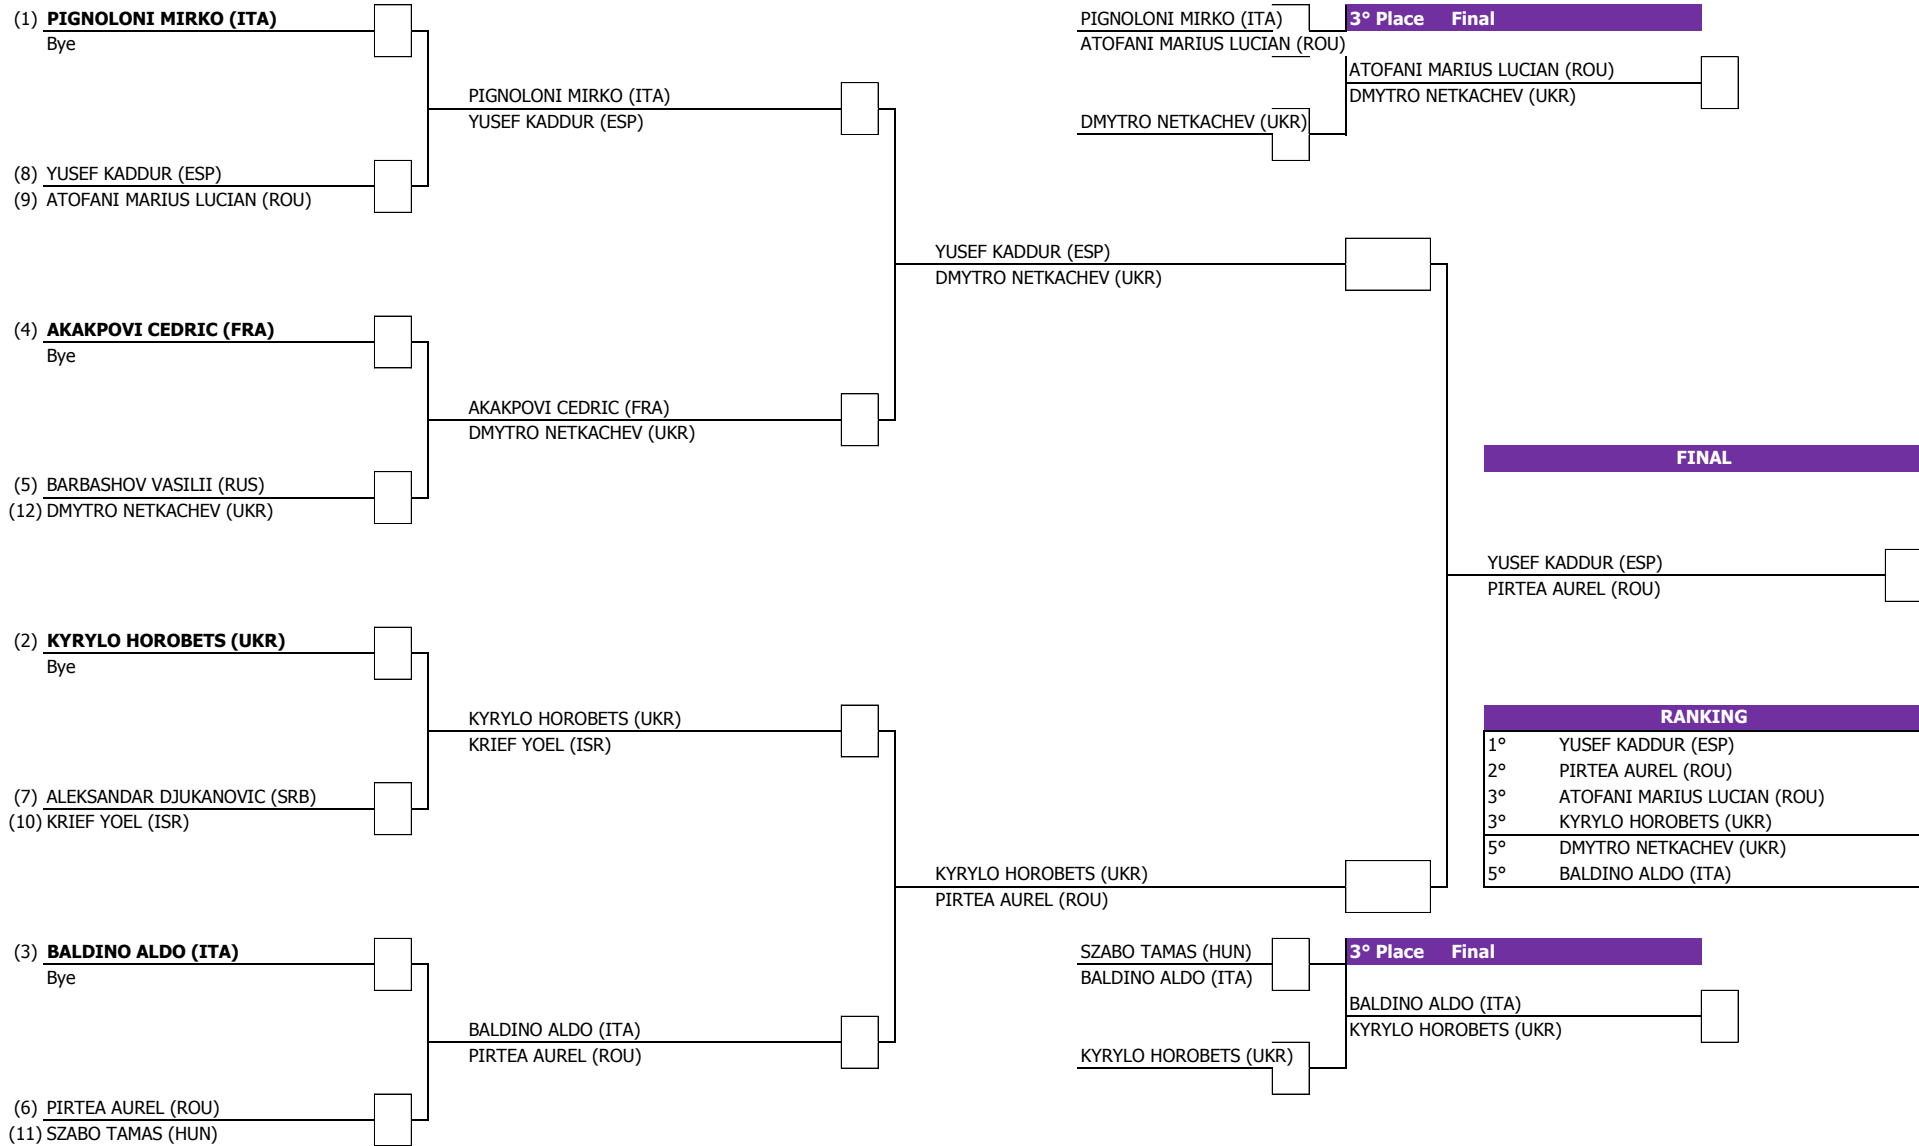 (1) PIGNOLONI MIRKO (ITA)
Bye
PIGNOLONI MIRKO (ITA)
YUSEF KADDUR (ESP)
(8) YUSEF KADDUR (ESP)
(9) ATOFANI MARIUS LUCIAN (ROU)
PIGNOLONI MIRKO (ITA)
ATOFANI MARIUS LUCIAN (ROU)
3° Place Final
ATOFANI MARIUS LUCIAN (ROU)
DMYTRO NETKACHEV (UKR)
DMYTRO NETKACHEV (UKR)
YUSEF KADDUR (ESP)
DMYTRO NETKACHEV (UKR)
(4) AKAKPOVI CEDRIC (FRA)
Bye
AKAKPOVI CEDRIC (FRA)
DMYTRO NETKACHEV (UKR)
(5) BARBASHOV VASILII (RUS)
(12) DMYTRO NETKACHEV (UKR)
FINAL
YUSEF KADDUR (ESP)
PIRTEA AUREL (ROU)
(2) KYRYLO HOROBETS (UKR)
Bye
KYRYLO HOROBETS (UKR)
KRIEF YOEL (ISR)
(7) ALEKSANDAR DJUKANOVIC (SRB)
(10) KRIEF YOEL (ISR)
RANKING
1° YUSEF KADDUR (ESP)
2° PIRTEA AUREL (ROU)
3° ATOFANI MARIUS LUCIAN (ROU)
3° KYRYLO HOROBETS (UKR)
5° DMYTRO NETKACHEV (UKR)
5° BALDINO ALDO (ITA)
KYRYLO HOROBETS (UKR)
PIRTEA AUREL (ROU)
(3) BALDINO ALDO (ITA)
Bye
BALDINO ALDO (ITA)
PIRTEA AUREL (ROU)
(6) PIRTEA AUREL (ROU)
(11) SZABO TAMAS (HUN)
SZABO TAMAS (HUN)
BALDINO ALDO (ITA)
3° Place Final
BALDINO ALDO (ITA)
KYRYLO HOROBETS (UKR)
KYRYLO HOROBETS (UKR)